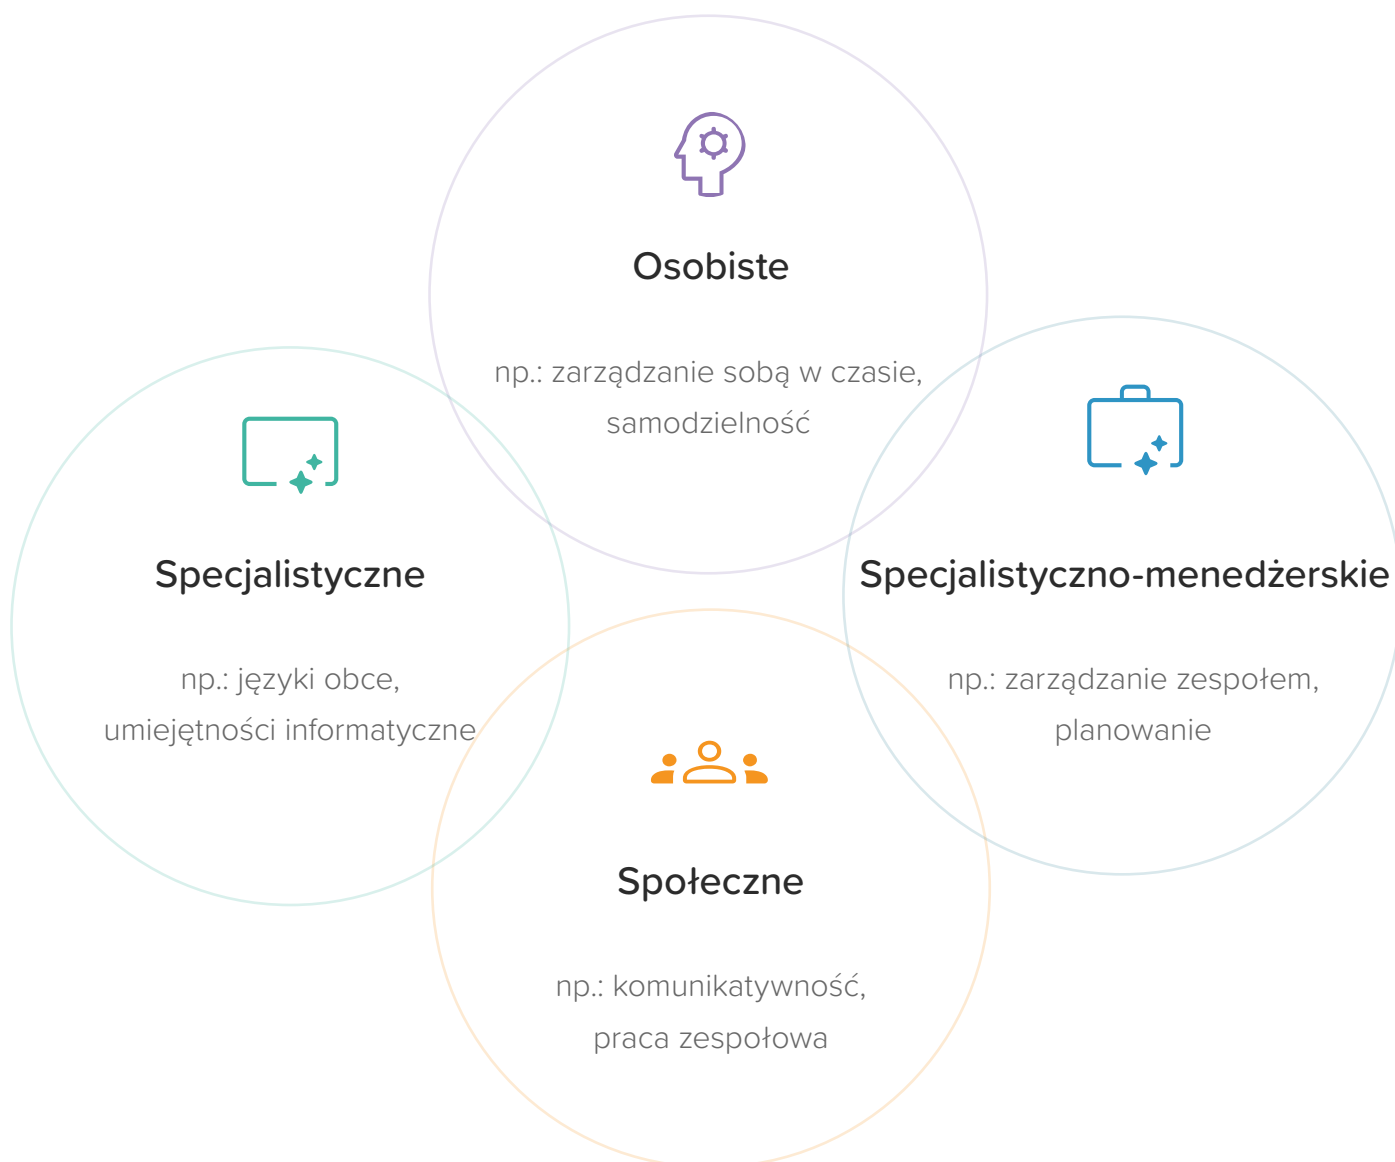 Osobiste
np.: zarządzanie sobą w czasie,
samodzielność
Specjalistyczne
np.: języki obce,
umiejętności informatyczne
Specjalistyczno-menedżerskie
np.: zarządzanie zespołem,
planowanie
Społeczne
np.: komunikatywność,
praca zespołowa